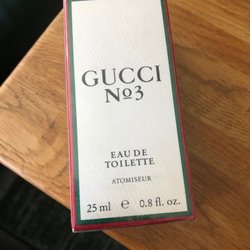 GUCCI
No3
EAU DE
TOILETTE
ATOMISEUR
25 ml e 0.8 fl. oz.